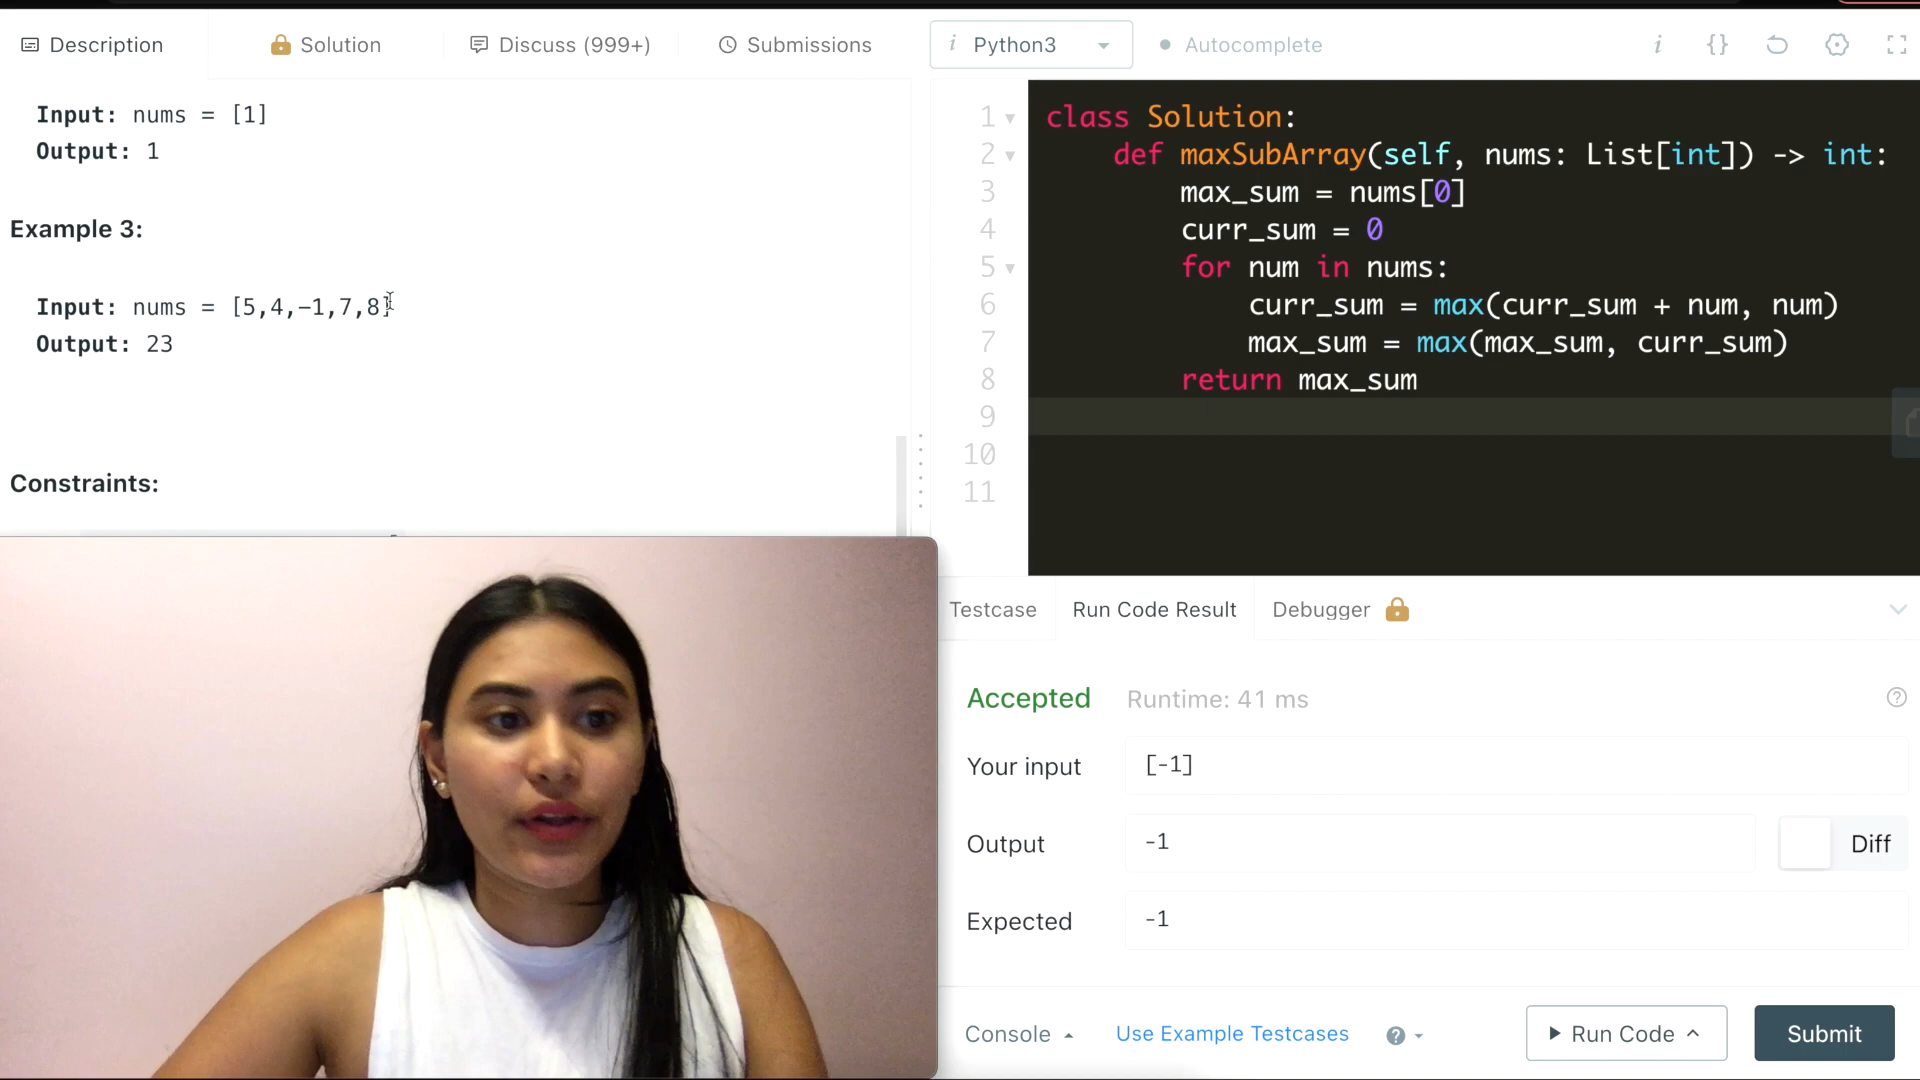 Description
Solution
Discuss (999+)
Submissions
i Python3
Autocomplete
i {}
Input: nums = [1]
Output: 1
Example 3:
Input: nums = [5,4,-1,7,8]
Output: 23
Constraints:
1 class Solution:
2 def maxSubArray(self, nums: List[int]) -> int:
3 max_sum = nums[0]
4 curr_sum = 0
5 for num in nums:
6 curr_sum = max(curr_sum + num, num)
7 max_sum = max(max_sum, curr_sum)
8 return max_sum
9
10
11
Testcase
Run Code Result
Debugger
Accepted Runtime: 41 ms
?
Your input [-1]
Output -1
Diff
Expected -1
Console
Use Example Testcases
?
Run Code
Submit